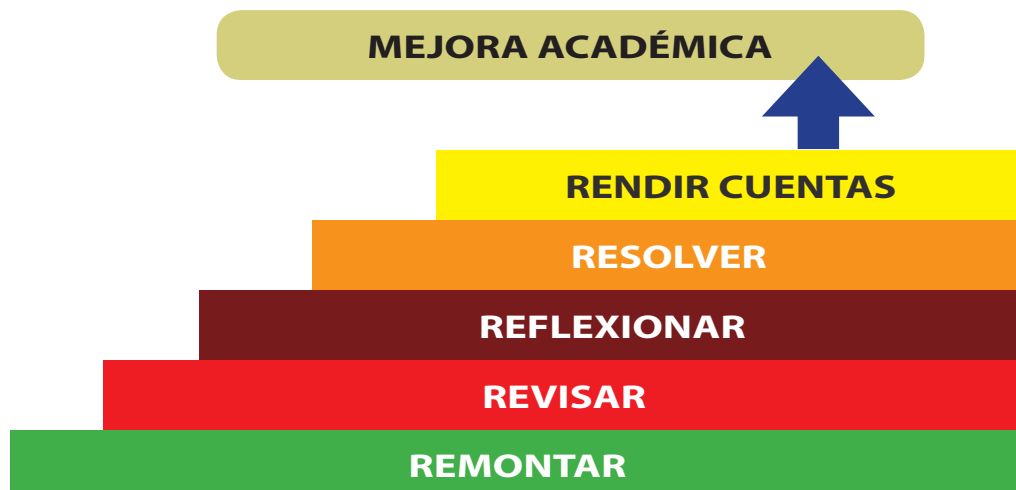 MEJORA ACADÉMICA
RENDIR CUENTAS
RESOLVER
REFLEXIONAR
REVISAR
REMONTAR